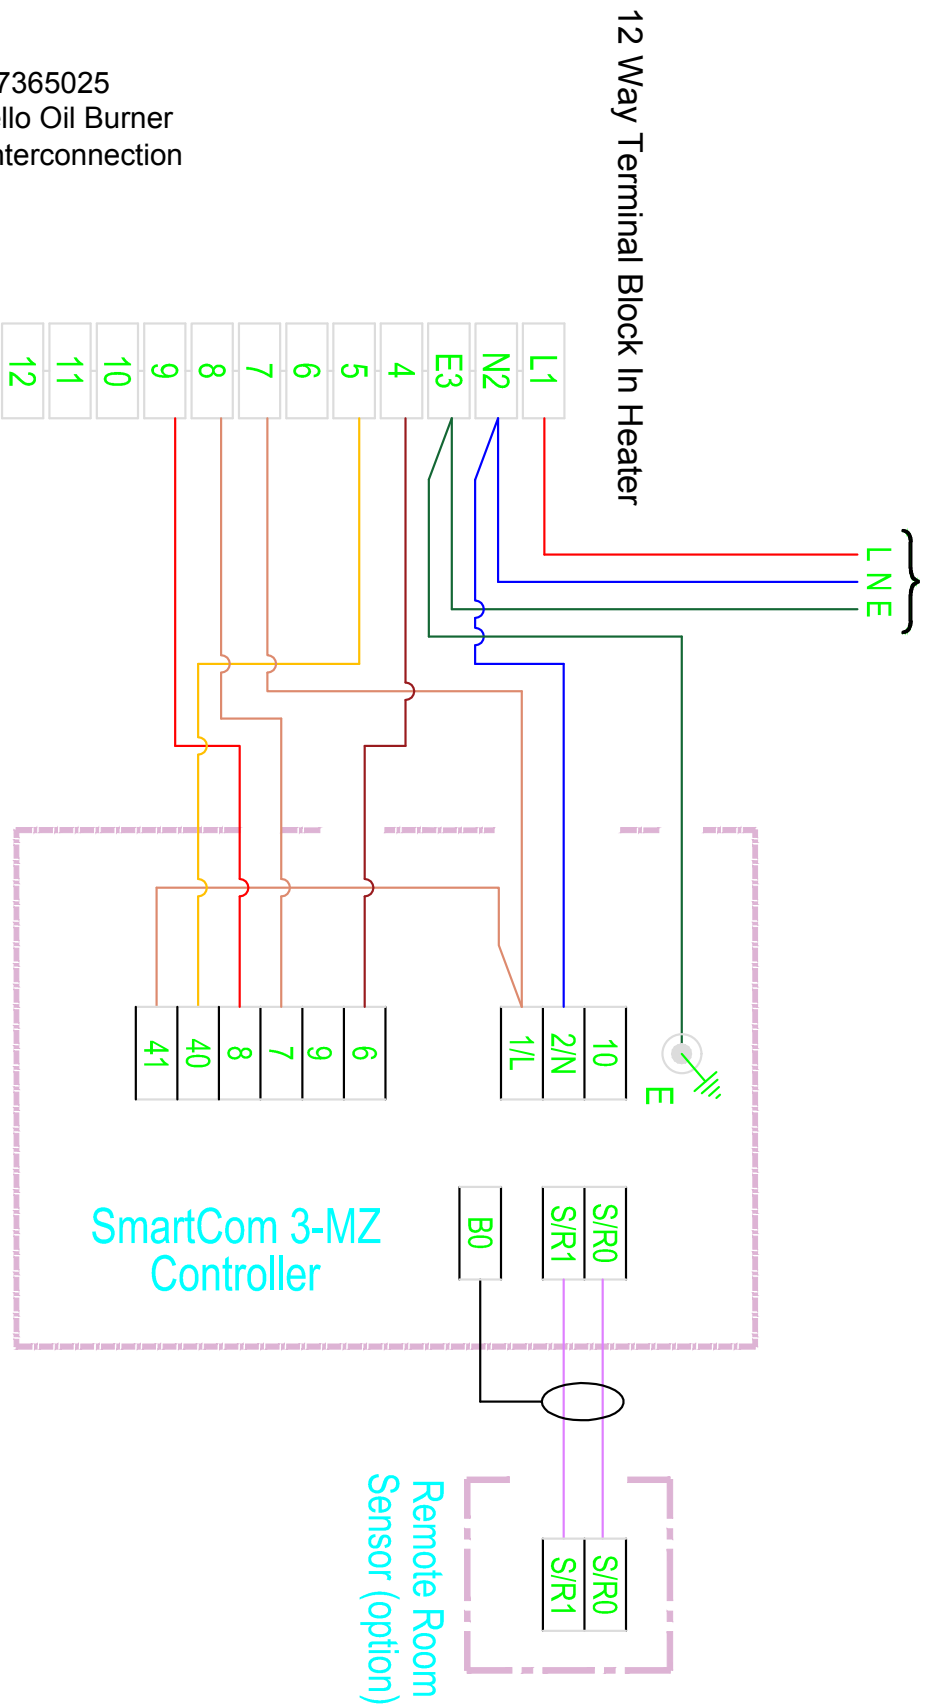 7365025
llo Oil Burner
nterconnection
12 Way Terminal Block In Heater
L N E
12 11 10 9 8 7 6 5 4 E3 N2 L1
41 40 8 7 9 6 1/L 2/N 10
E
SmartCom 3-MZ
Controller
B0 S/R1 S/R0
Remote Room
Sensor (option)
S/R1 S/R0